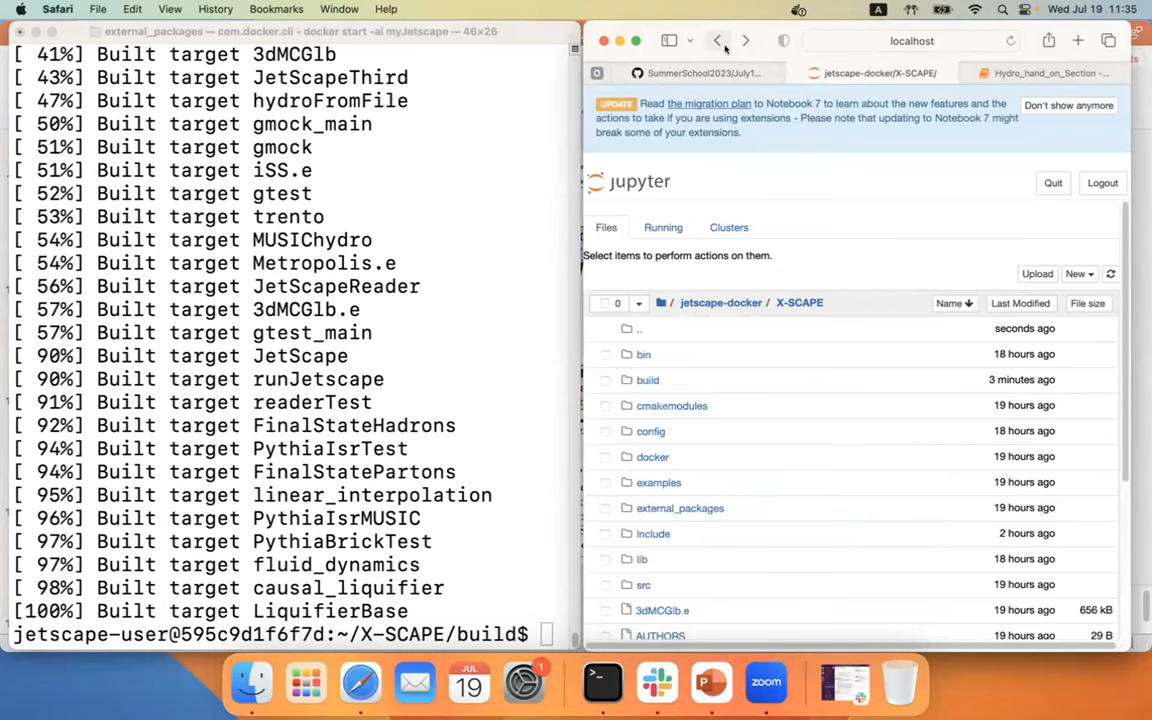 Safari File Edit View History Bookmarks Window Help
A
Wed Jul 19 11:35
external_packages — com.docker.cli ‹ docker start -ai myJetscape — 46×26
[ 41%] Built target 3dMCGlb
[ 43%] Built target JetScapeThird
[ 47%] Built target hydroFromFile
[ 50%] Built target gmock_main
[ 51%] Built target gmock
[ 51%] Built target iSS.e
[ 52%] Built target gtest
[ 53%] Built target trento
[ 54%] Built target MUSIChydro
[ 54%] Built target Metropolis.e
[ 56%] Built target JetScapeReader
[ 57%] Built target 3dMCGlb.e
[ 57%] Built target gtest_main
[ 90%] Built target JetScape
[ 90%] Built target runJetscape
[ 91%] Built target readerTest
[ 92%] Built target FinalStateHadrons
[ 94%] Built target PythiaIsrTest
[ 94%] Built target FinalStatePartons
[ 95%] Built target linear_interpolation
[ 96%] Built target PythiaIsrMUSIC
[ 97%] Built target PythiaBrickTest
[ 97%] Built target fluid_dynamics
[ 98%] Built target causal_liquifier
[100%] Built target LiquifierBase
jetscape-user@595c9d1f6f7d:~/X-SCAPE/build$
localhost
SummerSchool2023/July1...
jetscape-docker/X-SCAPE/
Hydro_hand_on_Section -...
UPDATE Read the migration plan to Notebook 7 to learn about the new features and the
actions to take if you are using extensions - Please note that updating to Notebook 7 might
break some of your extensions.
Don't show anymore
jupyter
Quit
Logout
Files Running Clusters
Select items to perform actions on them.
Upload New
0 / jetscape-docker / X-SCAPE Name Last Modified File size
.. seconds ago
bin 18 hours ago
build 3 minutes ago
cmakemodules 19 hours ago
config 19 hours ago
docker 19 hours ago
examples 19 hours ago
external_packages 19 hours ago
include 2 hours ago
lib 18 hours ago
src 19 hours ago
3dMCGlb.e 19 hours ago 656 kB
AUTHORS 19 hours ago 29 B
JUL
19
1
zoom